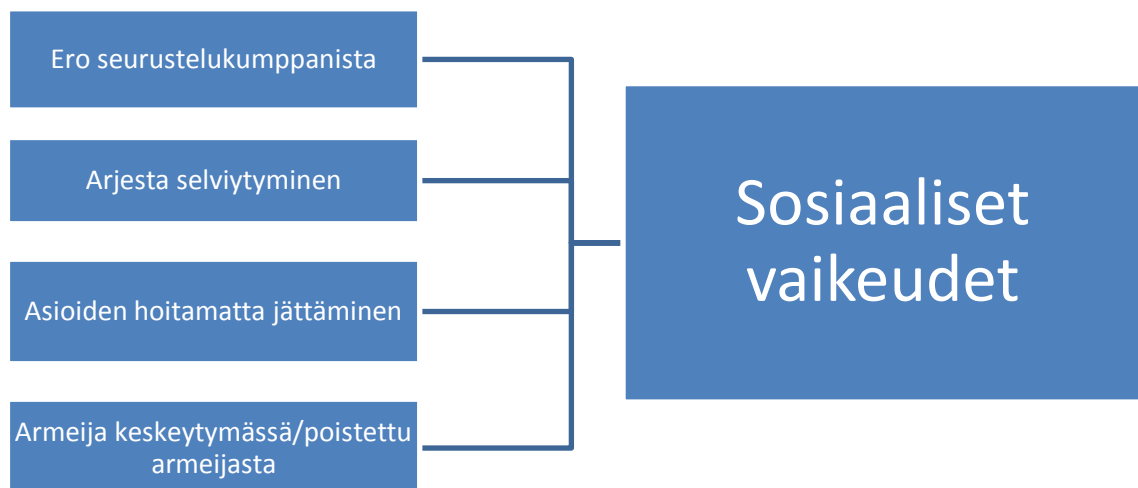 Ero seurustelukumppanista
Arjesta selviytyminen
Asioiden hoitamatta jättäminen
Armeija keskeytymässä/poistettu
armeijasta
Sosiaaliset
vaikeudet